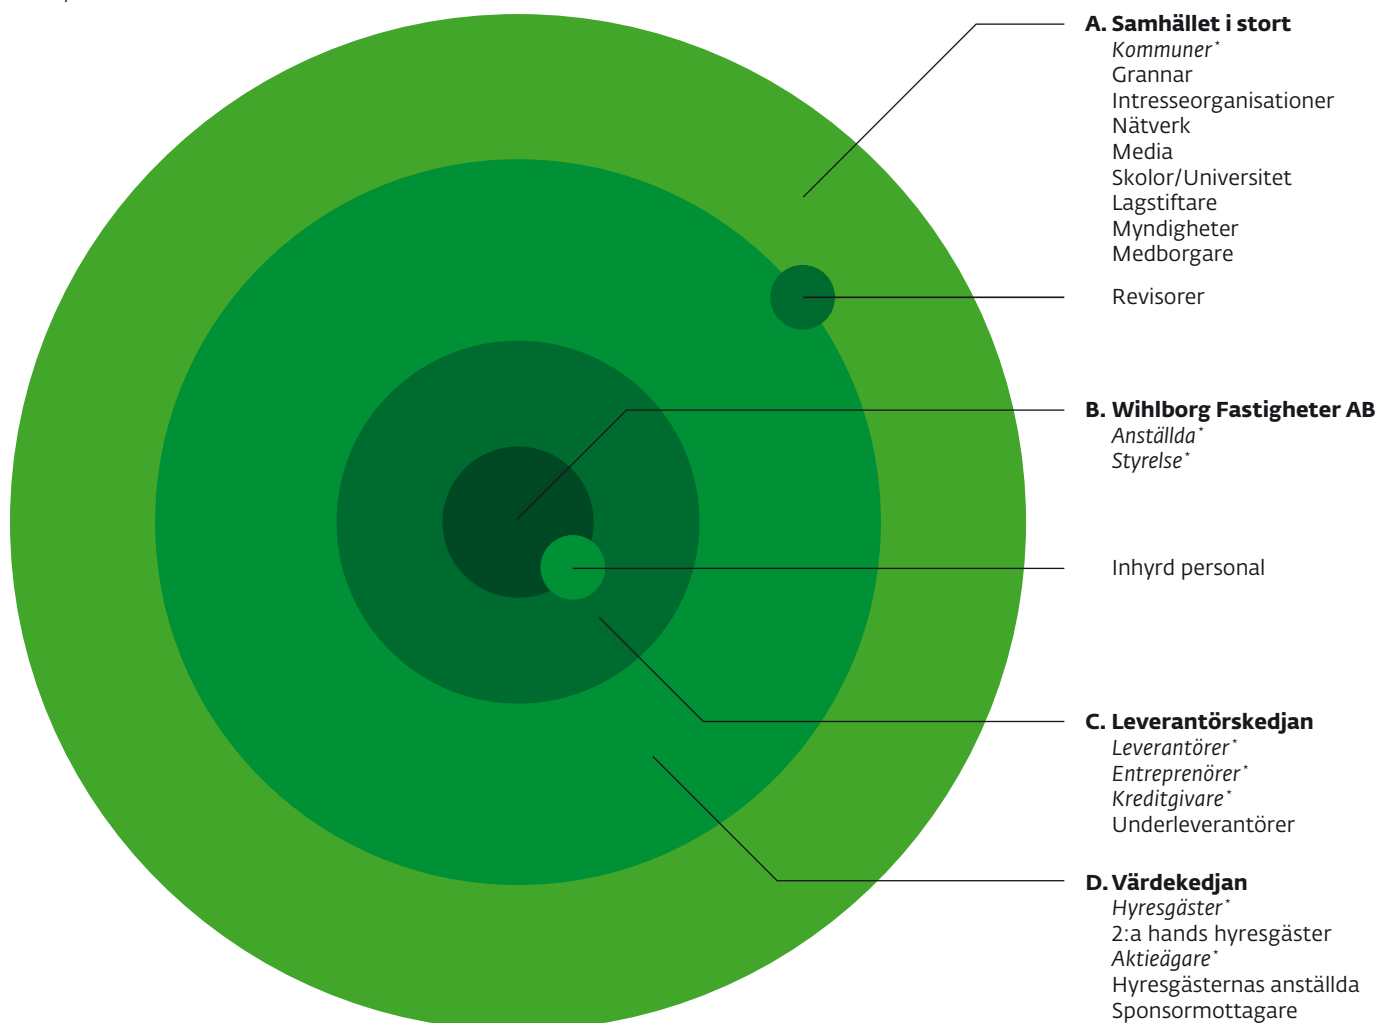 A. Samhället i stort
Kommuner*
Grannar
Intresseorganisationer
Nätverk
Media
Skolor/Universitet
Lagstiftare
Myndigheter
Medborgare
Revisorer
B. Wihlborg Fastigheter AB
Anställda*
Styrelse*
Inhyrd personal
C. Leverantörskedjan
Leverantörer*
Entreprenörer*
Kreditgivare*
Underleverantörer
D. Värdekedjan
Hyresgäster*
2:a hands hyresgäster
Aktieägare*
Hyresgästernas anställda
Sponsormottagare